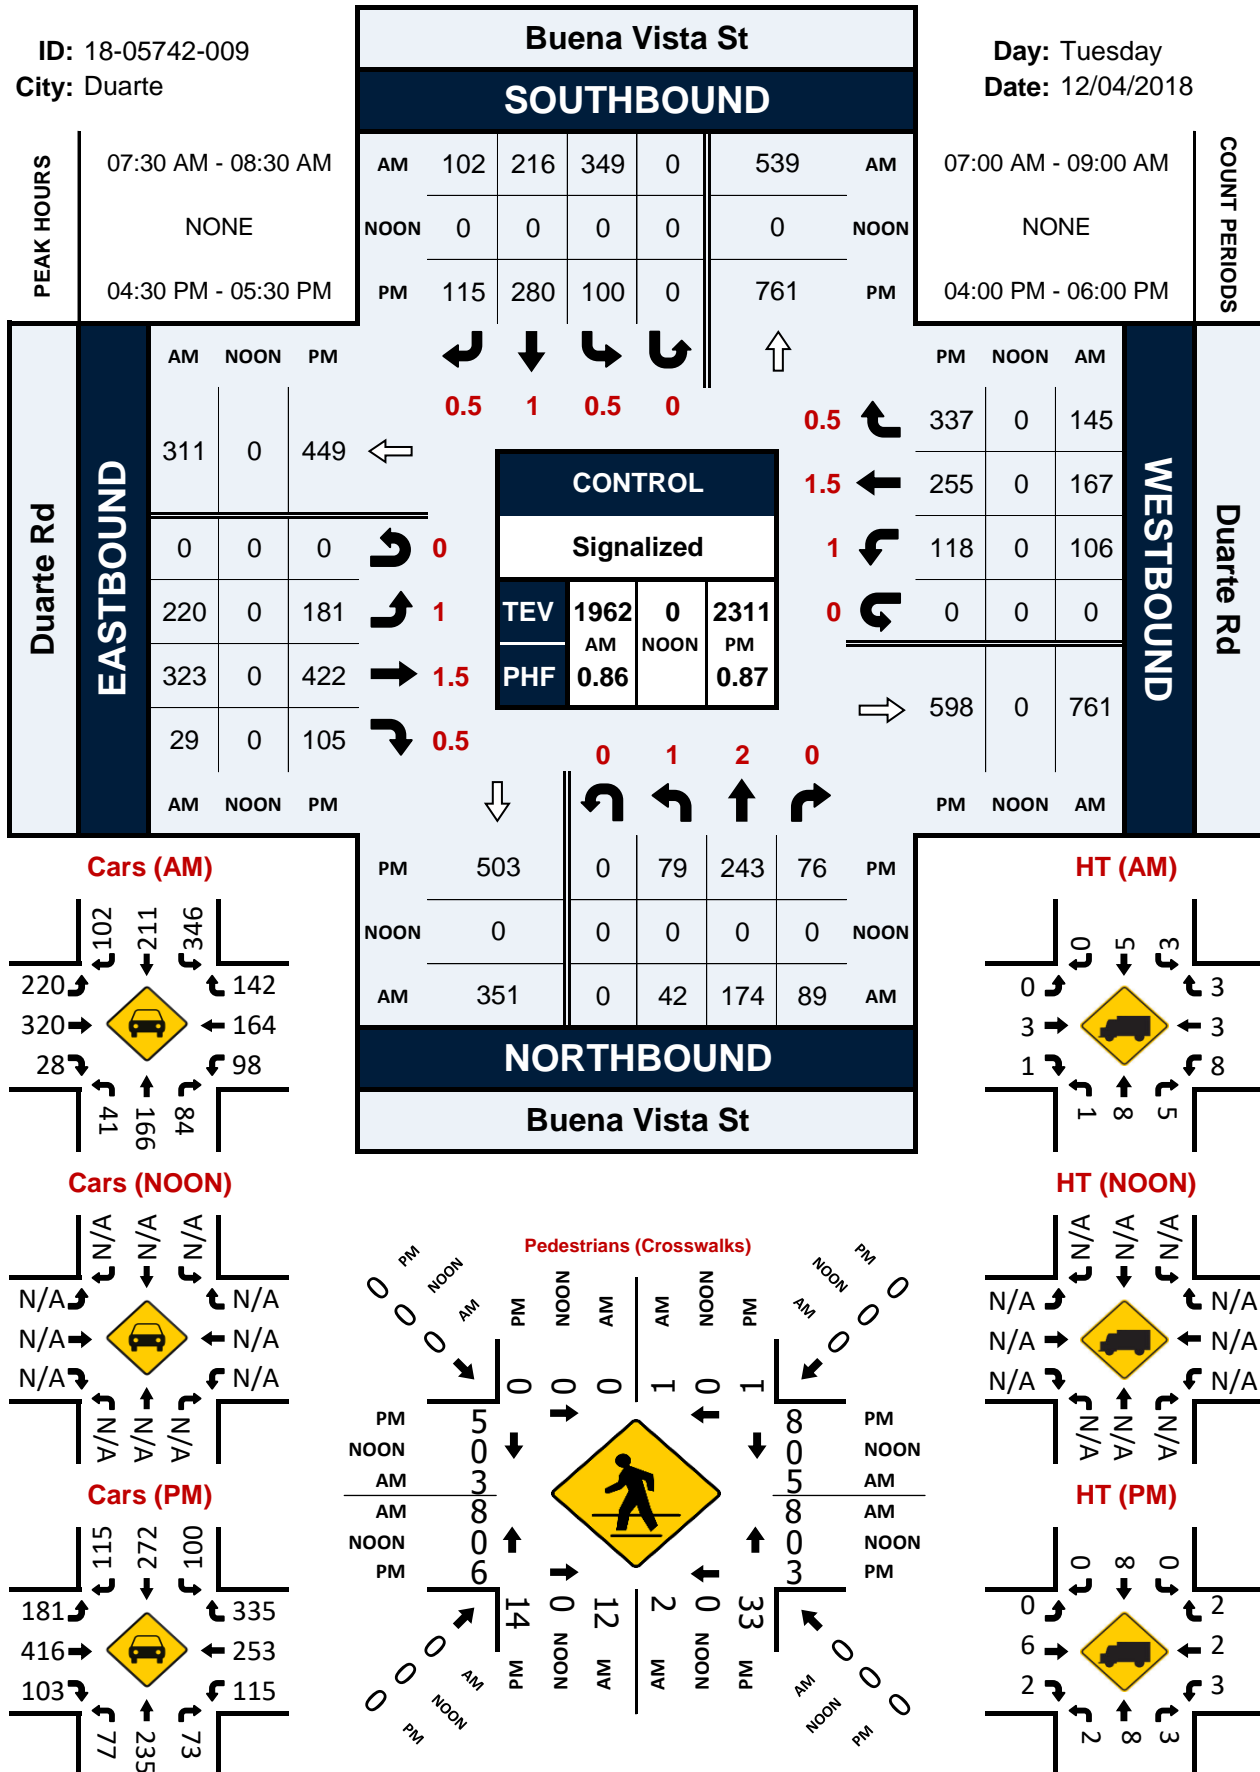 ID: 18-05742-009
City: Duarte
Buena Vista St
SOUTHBOUND
Day: Tuesday
Date: 12/04/2018
PEAK HOURS
07:30 AM - 08:30 AM
NONE
04:30 PM - 05:30 PM
AM 102 216 349 0 539 AM
NOON 0 0 0 0 0 NOON
PM 115 280 100 0 761 PM
07:00 AM - 09:00 AM
NONE
04:00 PM - 06:00 PM
COUNT PERIODS
0.5 1 0.5 0
Duarte Rd
EASTBOUND
AM NOON PM
311 0 449
0 0 0 0
220 0 181 1
323 0 422 1.5
29 0 105 0.5
AM NOON PM
CONTROL
Signalized
TEV 1962 0 2311
AM NOON PM
PHF 0.86 0.87
PM NOON AM
0.5 337 0 145
1.5 255 0 167
1 118 0 106
0 0 0 0
598 0 761
PM NOON AM
WESTBOUND
Duarte Rd
0 1 2 0
PM 503 0 79 243 76 PM
NOON 0 0 0 0 0 NOON
AM 351 0 42 174 89 AM
NORTHBOUND
Buena Vista St
Cars (AM)
102 211 346
220 142
320 164
28 98
41 166 84
HT (AM)
0 5 3
0 3
3 3
1 8
1 8 5
Cars (NOON)
N/A N/A N/A
N/A N/A
N/A N/A
N/A N/A
N/A N/A N/A
HT (NOON)
N/A N/A N/A
N/A N/A
N/A N/A
N/A N/A
N/A N/A N/A
Cars (PM)
115 272 100
181 335
416 253
103 115
77 235 73
HT (PM)
0 8 0
0 2
6 2
2 3
2 8 3
Pedestrians (Crosswalks)
0 PM
0 NOON
0 AM
PM NOON AM AM NOON PM
PM 0
NOON 0
AM 0
0 0 0 1 0 1
PM 5 8 PM
NOON 0 0 NOON
AM 3 5 AM
AM 8 8 AM
NOON 0 0 NOON
PM 6 3 PM
14 0 12 2 0 33
PM NOON AM AM NOON PM
0 AM
0 NOON
0 PM
AM 0
NOON 0
PM 0